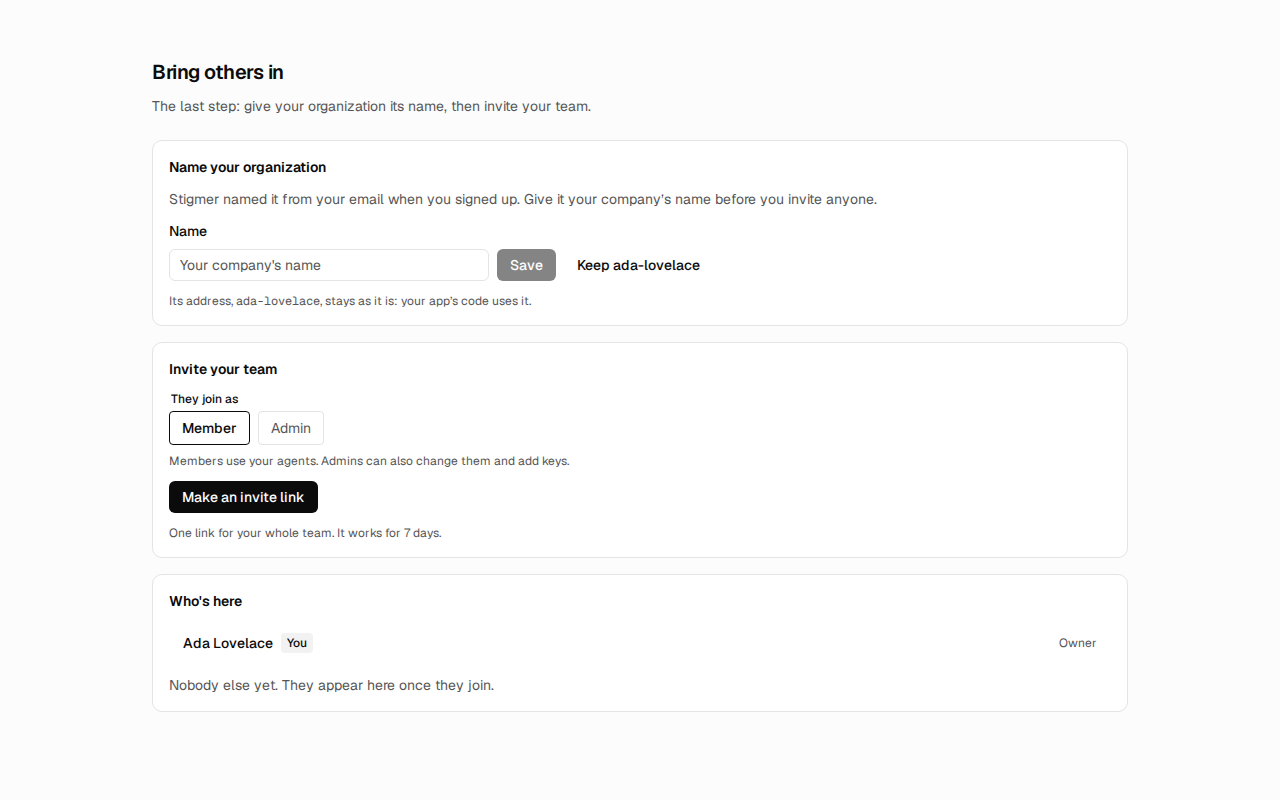 Bring others in
The last step: give your organization its name, then invite your team.
Name your organization
Stigmer named it from your email when you signed up. Give it your company's name before you invite anyone.
Name
Your company's name
Save
Keep ada-lovelace
Its address, ada-lovelace, stays as it is: your app's code uses it.
Invite your team
They join as
Member
Admin
Members use your agents. Admins can also change them and add keys.
Make an invite link
One link for your whole team. It works for 7 days.
Who's here
Ada Lovelace
You
Owner
Nobody else yet. They appear here once they join.